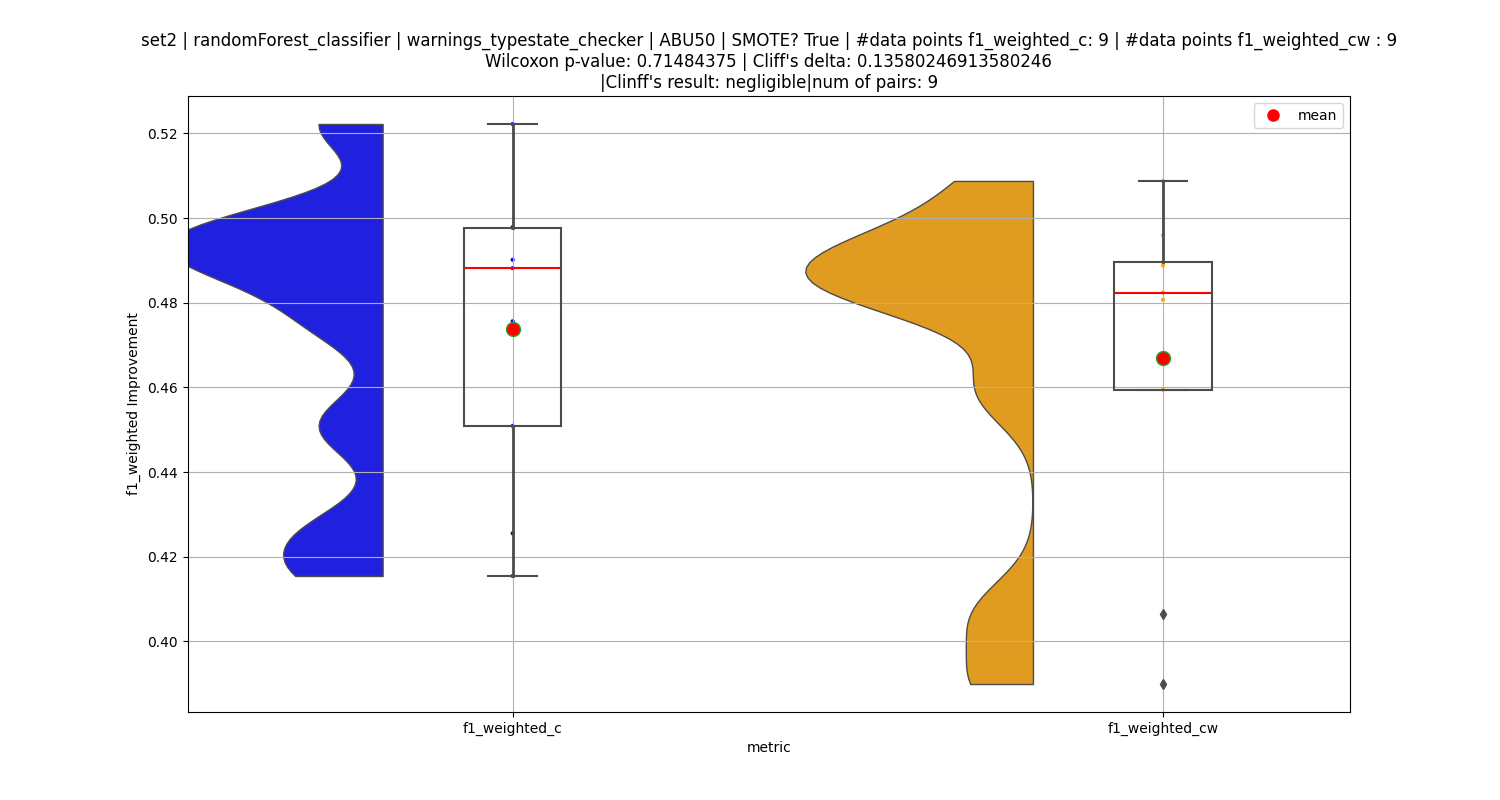 set2 | randomForest_classifier | warnings_typestate_checker | ABU50 | SMOTE? True | #data points f1_weighted_c: 9 | #data points f1_weighted_cw : 9
Wilcoxon p-value: 0.71484375 | Cliff's delta: 0.13580246913580246
|Clinff's result: negligible|num of pairs: 9
mean
0.52
0.50
0.48
0.46
0.44
0.42
0.40
f1_weighted Improvement
f1_weighted_c
f1_weighted_cw
metric